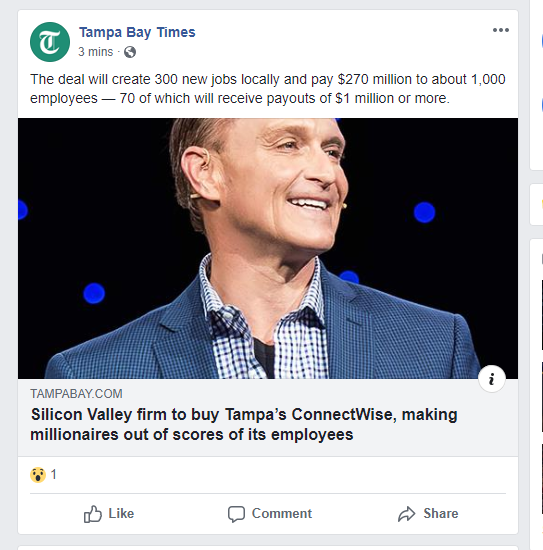 Tampa Bay Times
3 mins ·
The deal will create 300 new jobs locally and pay $270 million to about 1,000
employees — 70 of which will receive payouts of $1 million or more.
i
TAMPABAY.COM
Silicon Valley firm to buy Tampa's ConnectWise, making
millionaires out of scores of its employees
1
Like Comment Share